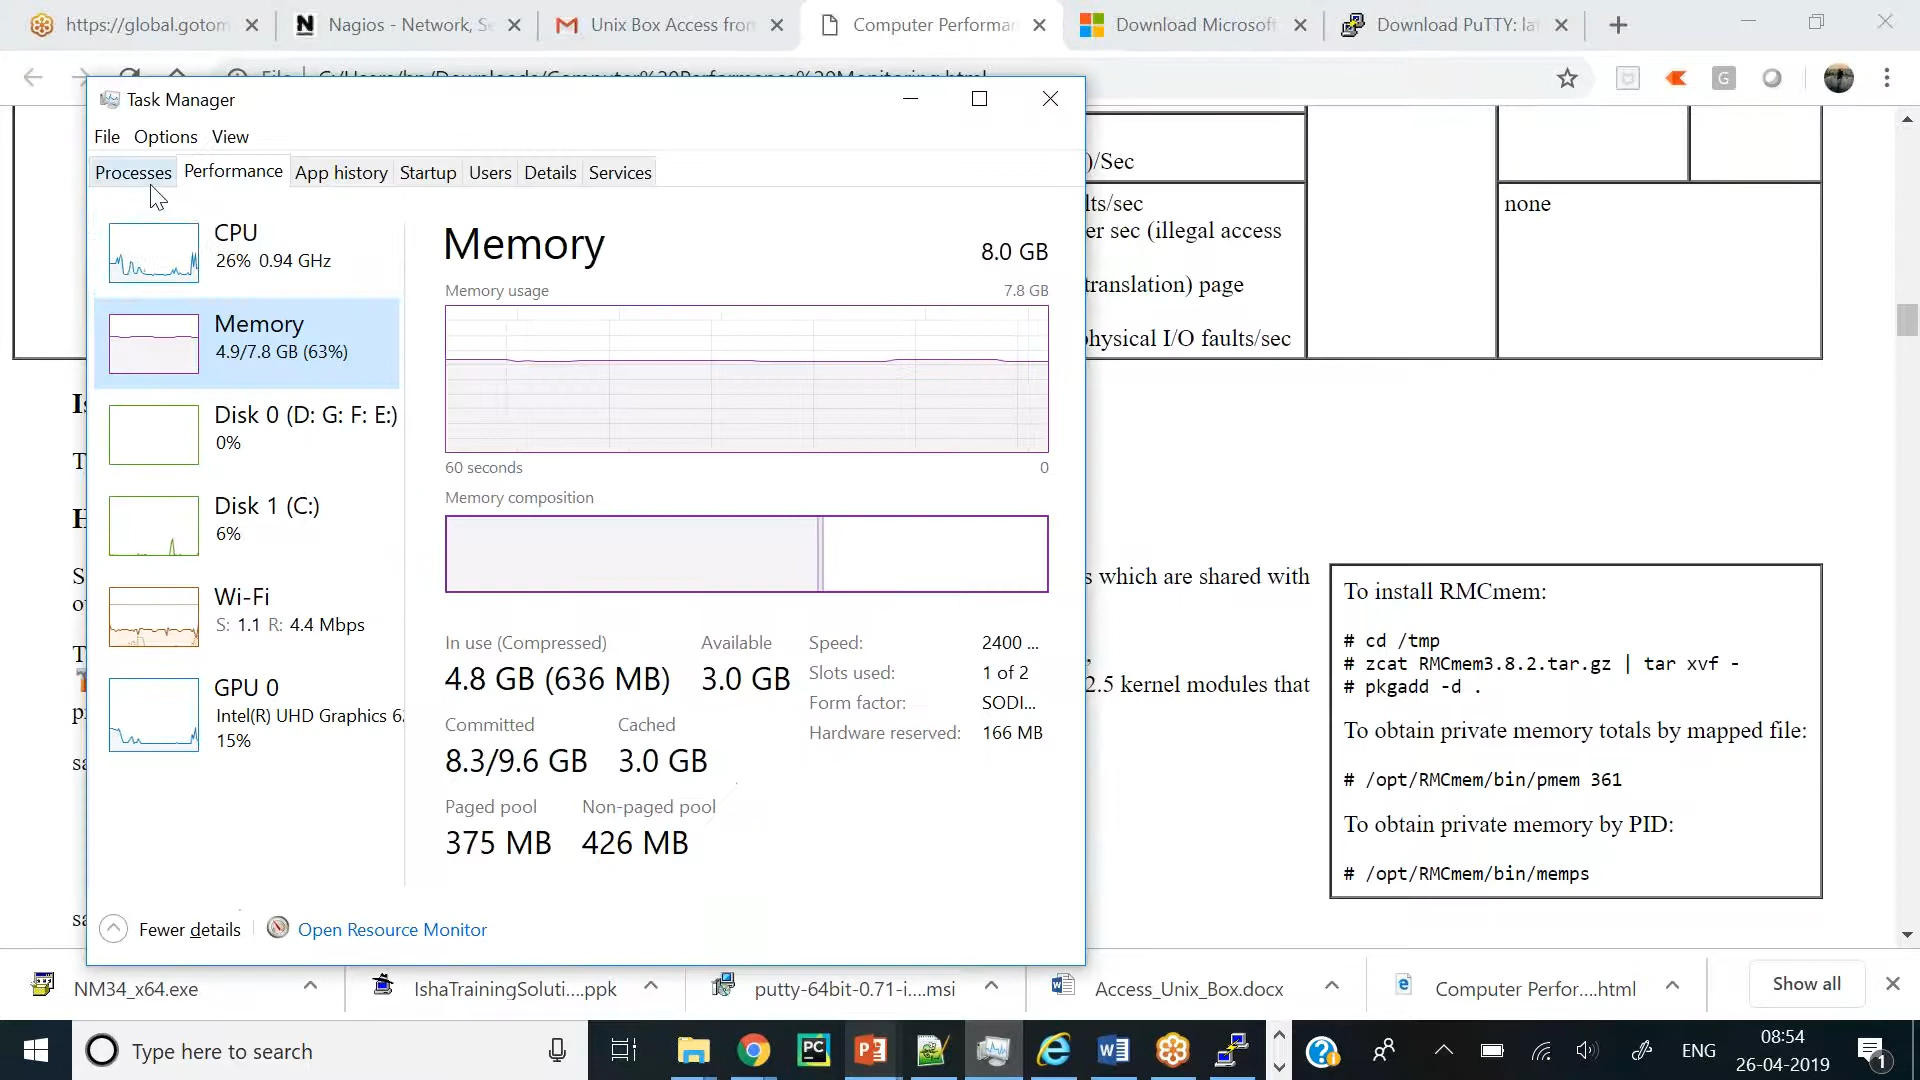 https://global.gotom
Nagios - Network, Se
Unix Box Access from
Computer Performan
Download Microsoft
Download PuTTY: lat
Task Manager
File Options View
Processes Performance App history Startup Users Details Services
CPU
26% 0.94 GHz
Memory
4.9/7.8 GB (63%)
Disk 0 (D: G: F: E:)
0%
Disk 1 (C:)
6%
Wi-Fi
S: 1.1 R: 4.4 Mbps
GPU 0
Intel(R) UHD Graphics 6
15%
Memory 8.0 GB
Memory usage 7.8 GB
60 seconds 0
Memory composition
In use (Compressed) Available
4.8 GB (636 MB) 3.0 GB
Committed Cached
8.3/9.6 GB 3.0 GB
Paged pool Non-paged pool
375 MB 426 MB
Speed: 2400 ...
Slots used: 1 of 2
Form factor: SODI...
Hardware reserved: 166 MB
Fewer details Open Resource Monitor
)/Sec
lts/sec
er sec (illegal access
translation) page
physical I/O faults/sec
none
s which are shared with
2.5 kernel modules that
To install RMCmem:
# cd /tmp
# zcat RMCmem3.8.2.tar.gz | tar xvf -
# pkgadd -d .
To obtain private memory totals by mapped file:
# /opt/RMCmem/bin/pmem 361
To obtain private memory by PID:
# /opt/RMCmem/bin/memps
NM34_x64.exe
IshaTrainingSoluti....ppk
putty-64bit-0.71-i....msi
Access_Unix_Box.docx
Computer Perfor....html
Show all
Type here to search
ENG
08:54
26-04-2019
1